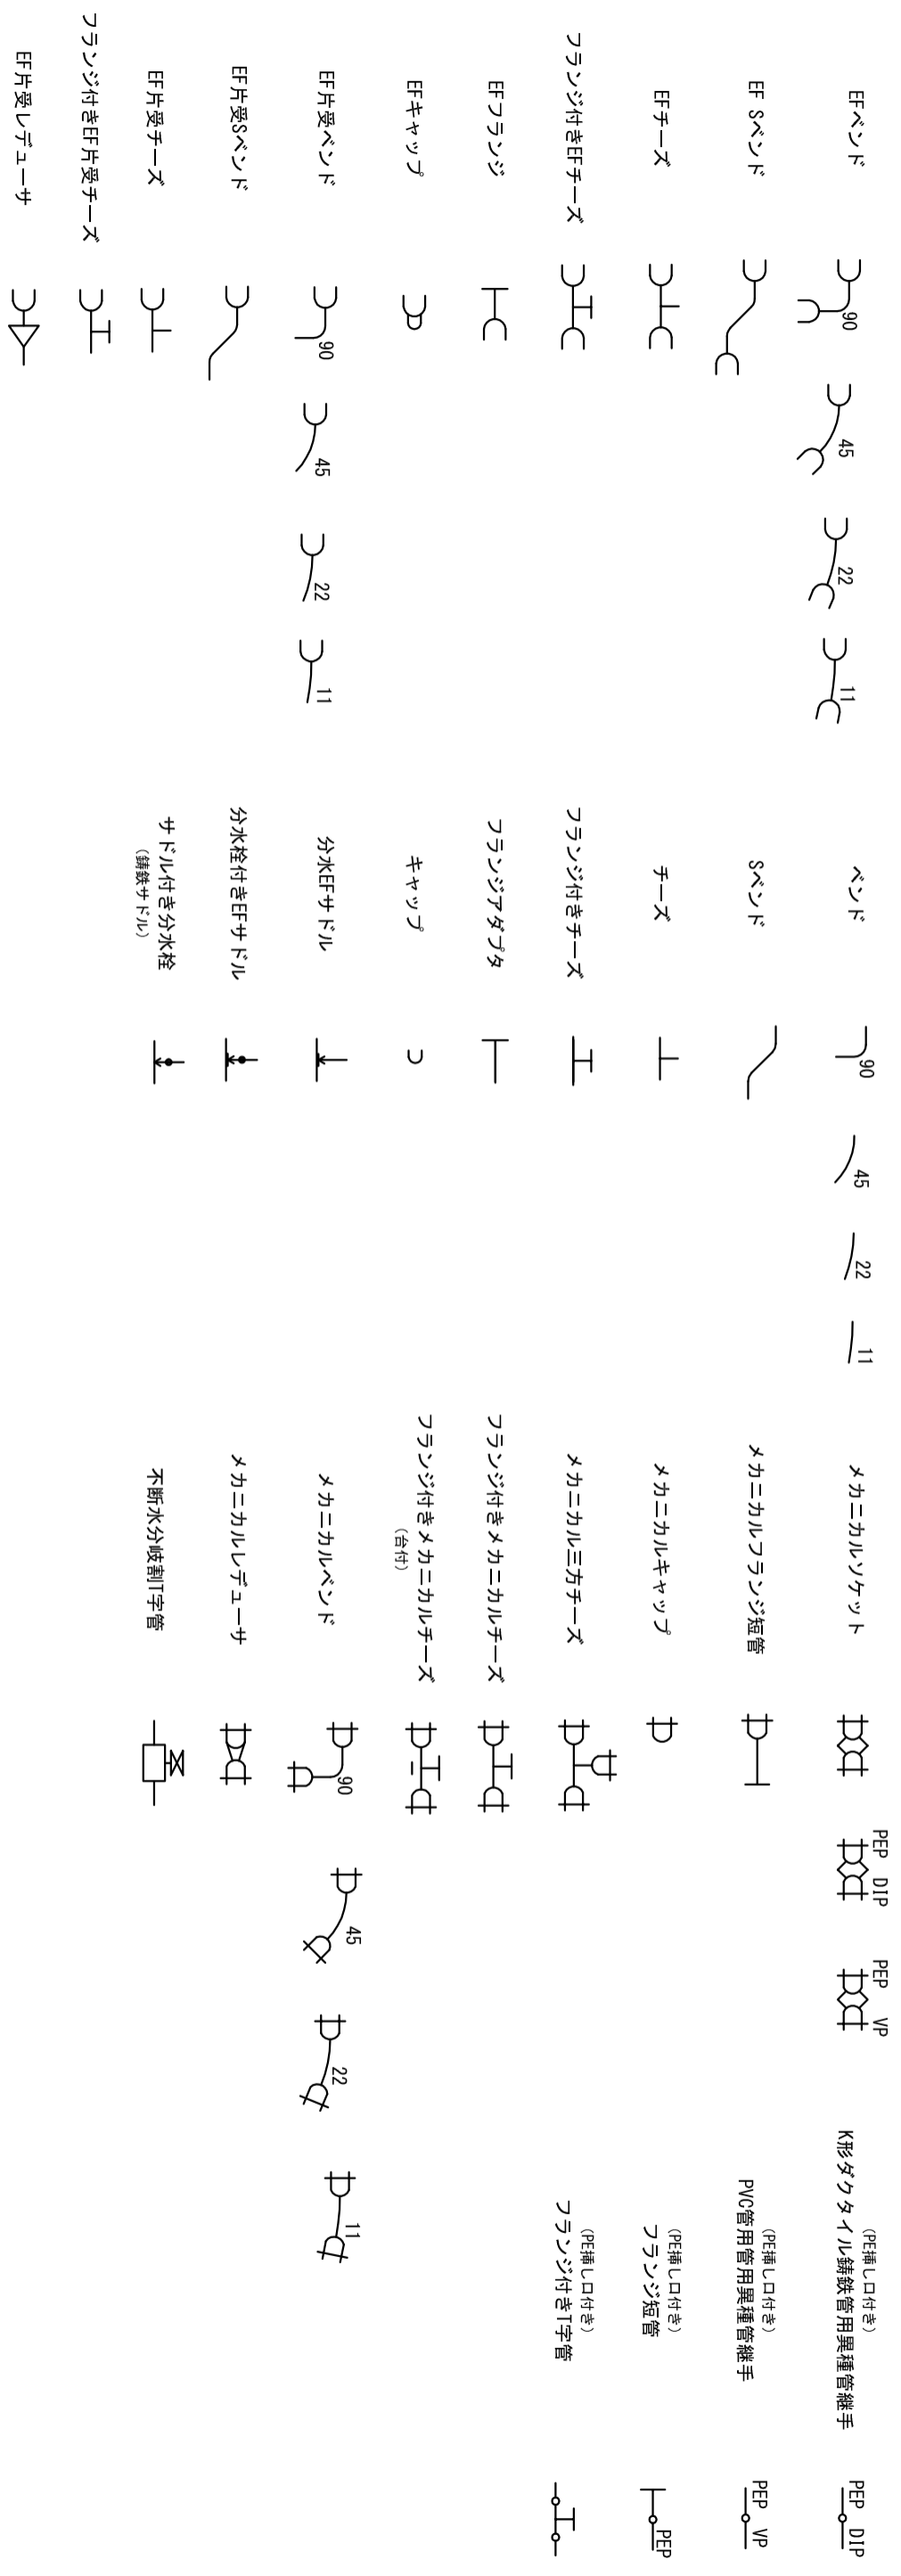 EFベンド
90
45
22
11
EF Sベンド
EFチーズ
フランジ付きEFチーズ
EFフランジ
EFキャップ
EF片受ベンド
90
45
22
11
EF片受Sベンド
EF片受チーズ
フランジ付きEF片受チーズ
EF片受レデューサ
ベンド
90
45
22
11
Sベンド
チーズ
フランジ付きチーズ
フランジアダプタ
キャップ
分水EFサドル
分水栓付きEFサドル
サドル付き分水栓
(鋳鉄サドル)
メカニカルソケット
PEP DIP
PEP VP
メカニカルフランジ短管
メカニカルキャップ
メカニカル三方チーズ
フランジ付きメカニカルチーズ
フランジ付きメカニカルチーズ
(台付)
メカニカルベンド
90
45
22
11
メカニカルレデューサ
不断水分岐割T字管
(PE挿し口付き)
K形ダクタイル鋳鉄管用異種管継手
PEP DIP
(PE挿し口付き)
PVC管用管用異種管継手
PEP VP
(PE挿し口付き)
フランジ短管
PEP
(PE挿し口付き)
フランジ付きT字管